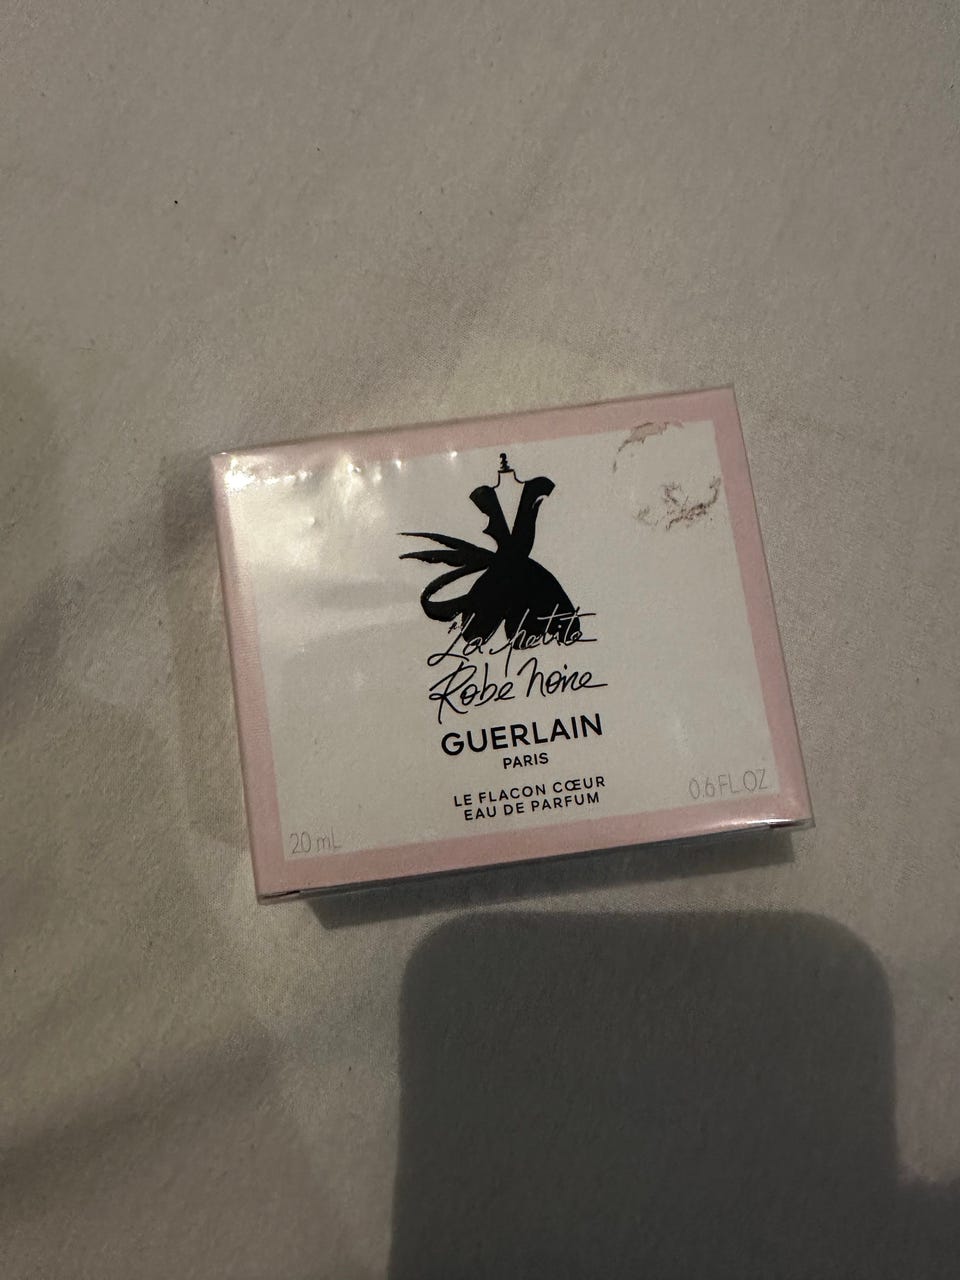 La petite
Robe noire
GUERLAIN
PARIS
LE FLACON CŒUR
EAU DE PARFUM
20 mL
0.6 FL.OZ